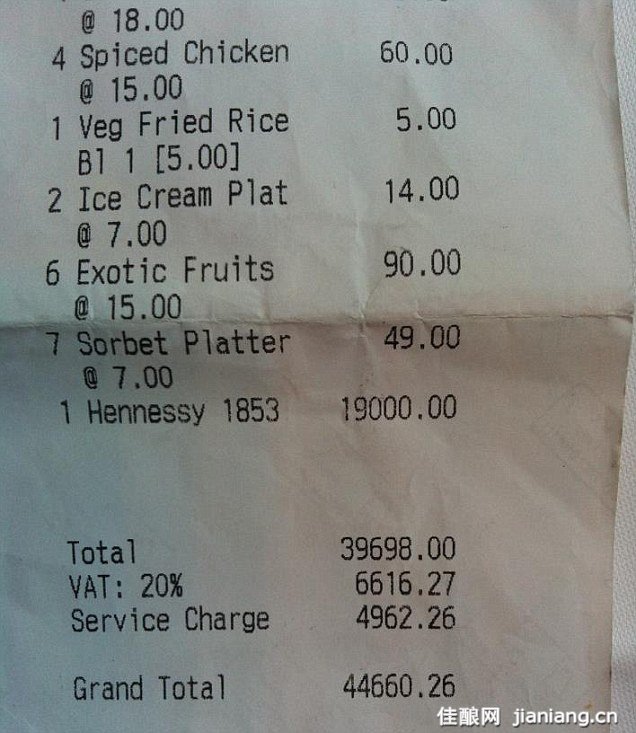 @ 18.00
4 Spiced Chicken 60.00
@ 15.00
1 Veg Fried Rice 5.00
Bl 1 [5.00]
2 Ice Cream Plat 14.00
@ 7.00
6 Exotic Fruits 90.00
@ 15.00
7 Sorbet Platter 49.00
@ 7.00
1 Hennessy 1853 19000.00
Total 39698.00
VAT: 20% 6616.27
Service Charge 4962.26
Grand Total 44660.26
佳酿网 jianiang.cn